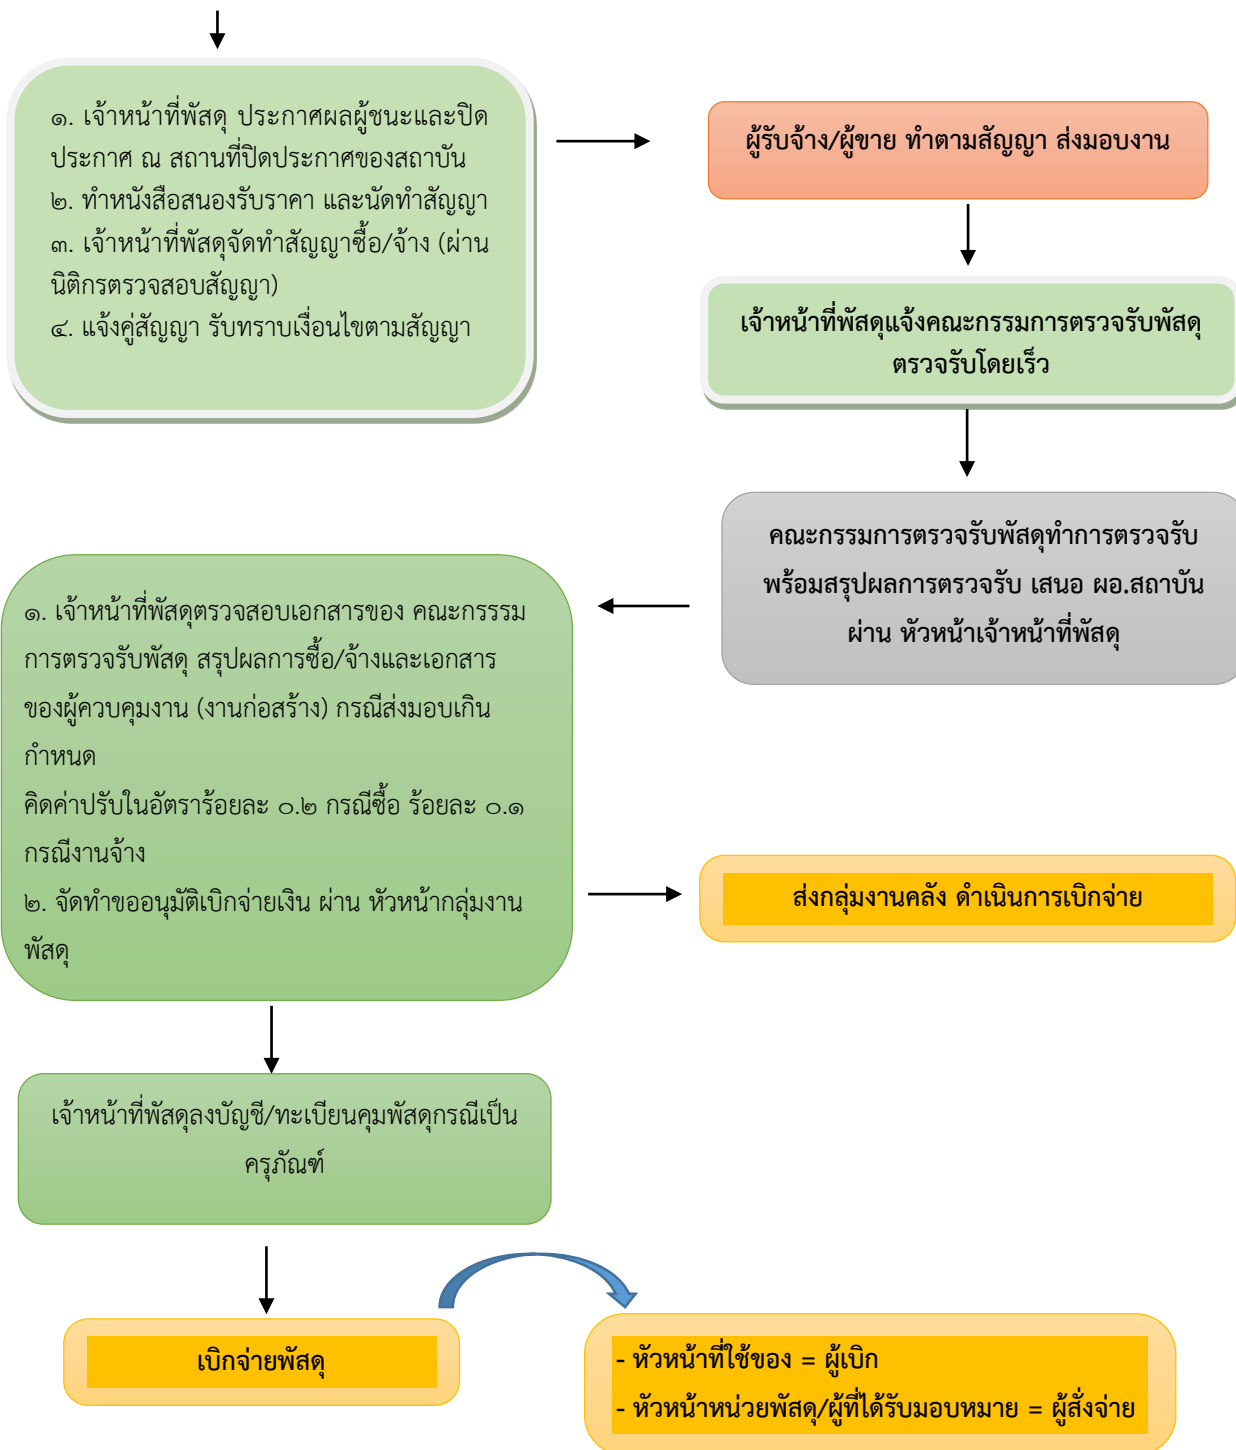 ๑. เจ้าหน้าที่พัสดุ ประกาศผลผู้ชนะและปิด
ประกาศ ณ สถานที่ปิดประกาศของสถาบัน
๒. ทำหนังสือสนองรับราคา และนัดทำสัญญา
๓. เจ้าหน้าที่พัสดุจัดทำสัญญาซื้อ/จ้าง (ผ่าน
นิติกรตรวจสอบสัญญา)
๔. แจ้งคู่สัญญา รับทราบเงื่อนไขตามสัญญา
ผู้รับจ้าง/ผู้ขาย ทำตามสัญญา ส่งมอบงาน
เจ้าหน้าที่พัสดุแจ้งคณะกรรมการตรวจรับพัสดุ
ตรวจรับโดยเร็ว
คณะกรรมการตรวจรับพัสดุทำการตรวจรับ
พร้อมสรุปผลการตรวจรับ เสนอ ผอ.สถาบัน
ผ่าน หัวหน้าเจ้าหน้าที่พัสดุ
๑. เจ้าหน้าที่พัสดุตรวจสอบเอกสารของ คณะกรรรม
การตรวจรับพัสดุ สรุปผลการซื้อ/จ้างและเอกสาร
ของผู้ควบคุมงาน (งานก่อสร้าง) กรณีส่งมอบเกิน
กำหนด
คิดค่าปรับในอัตราร้อยละ ๐.๒ กรณีซื้อ ร้อยละ ๐.๑
กรณีงานจ้าง
๒. จัดทำขออนุมัติเบิกจ่ายเงิน ผ่าน หัวหน้ากลุ่มงาน
พัสดุ
ส่งกลุ่มงานคลัง ดำเนินการเบิกจ่าย
เจ้าหน้าที่พัสดุลงบัญชี/ทะเบียนคุมพัสดุกรณีเป็น
ครุภัณฑ์
เบิกจ่ายพัสดุ
- หัวหน้าที่ใช้ของ = ผู้เบิก
- หัวหน้าหน่วยพัสดุ/ผู้ที่ได้รับมอบหมาย = ผู้สั่งจ่าย